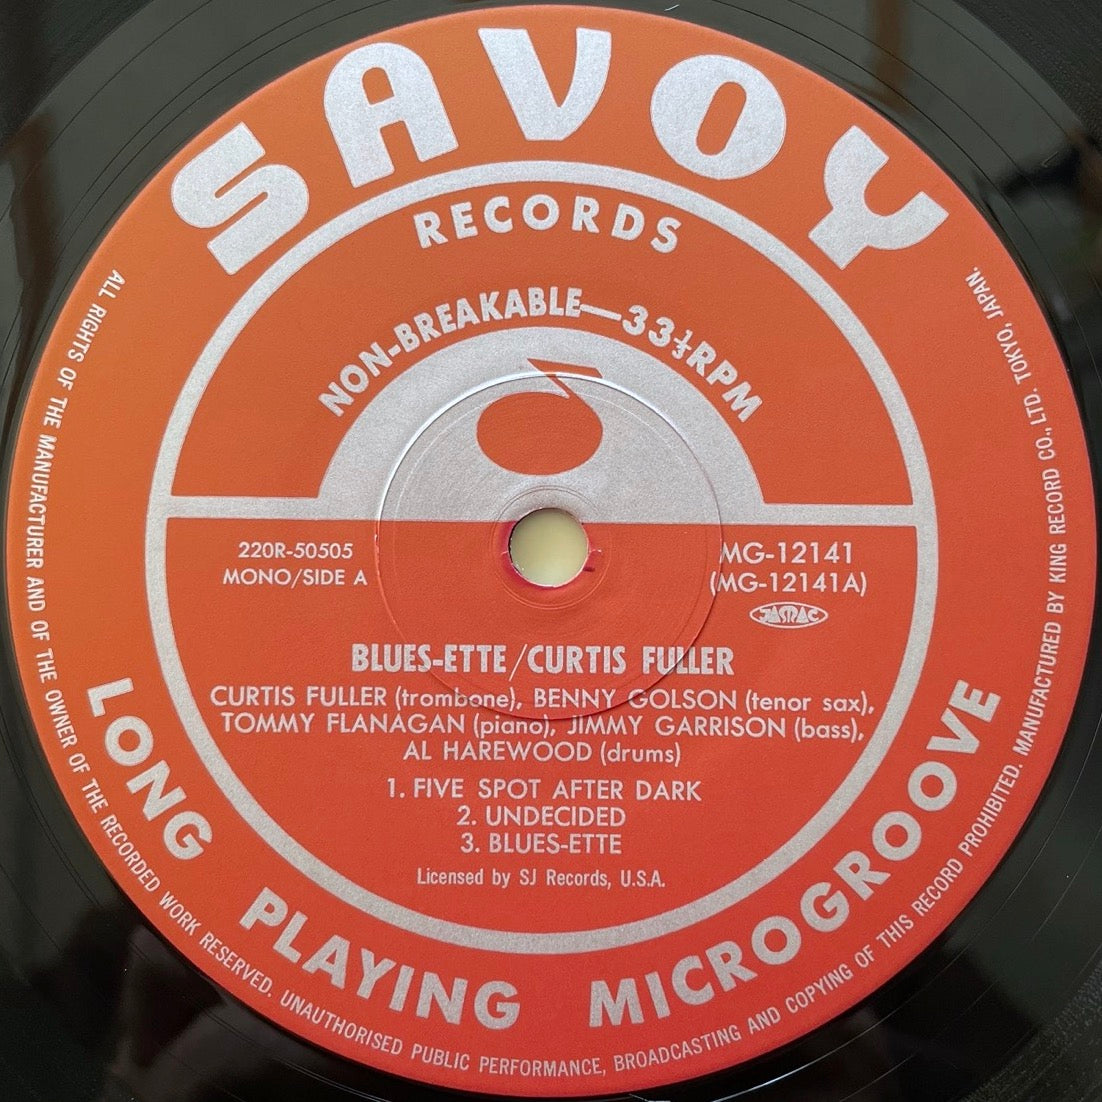 SAVOY
RECORDS
NON-BREAKABLE—33⅓RPM
220R-50505
MONO/SIDE A
MG-12141
(MG-12141A)
JASRAC
BLUES-ETTE/CURTIS FULLER
CURTIS FULLER (trombone), BENNY GOLSON (tenor sax),
TOMMY FLANAGAN (piano), JIMMY GARRISON (bass),
AL HAREWOOD (drums)
1. FIVE SPOT AFTER DARK
2. UNDECIDED
3. BLUES-ETTE
Licensed by SJ Records, U.S.A.
LONG PLAYING MICROGROOVE
ALL RIGHTS OF THE MANUFACTURER AND OF THE OWNER OF THE RECORDED WORK RESERVED. UNAUTHORISED PUBLIC PERFORMANCE, BROADCASTING AND COPYING OF THIS RECORD PROHIBITED. MANUFACTURED BY KING RECORD CO., LTD. TOKYO, JAPAN.